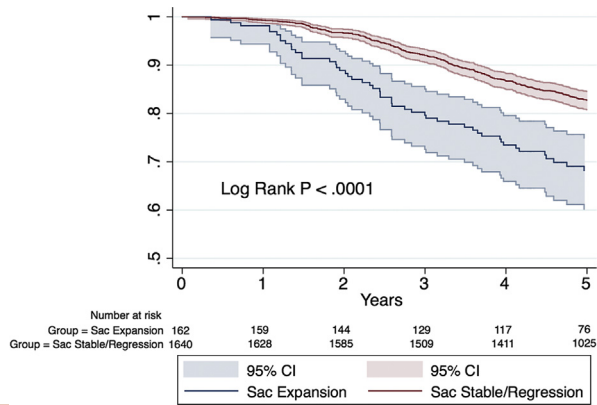 1
.9
.8
.7
.6
.5
Log Rank P < .0001
0 1 2 3 4 5
Years
Number at risk
Group = Sac Expansion 162 159 144 129 117 76
Group = Sac Stable/Regression 1640 1628 1585 1509 1411 1025
95% CI 95% CI
Sac Expansion Sac Stable/Regression